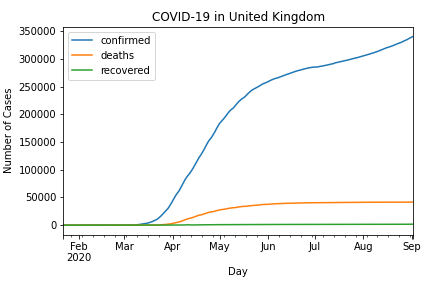 COVID-19 in United Kingdom
350000
300000
250000
200000
150000
100000
50000
0
Number of Cases
confirmed
deaths
recovered
Feb Mar Apr May Jun Jul Aug Sep
2020
Day